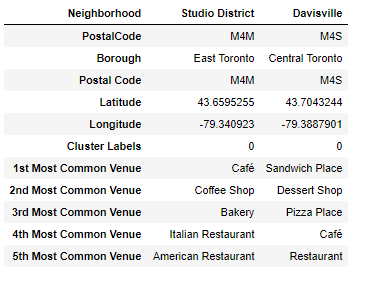 Neighborhood Studio District Davisville
PostalCode M4M M4S
Borough East Toronto Central Toronto
Postal Code M4M M4S
Latitude 43.6595255 43.7043244
Longitude -79.340923 -79.3887901
Cluster Labels 0 0
1st Most Common Venue Café Sandwich Place
2nd Most Common Venue Coffee Shop Dessert Shop
3rd Most Common Venue Bakery Pizza Place
4th Most Common Venue Italian Restaurant Café
5th Most Common Venue American Restaurant Restaurant